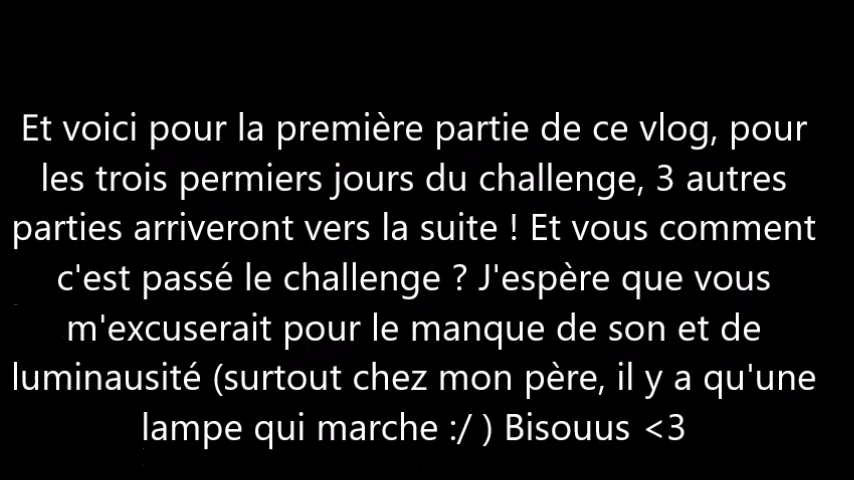 Et voici pour la première partie de ce vlog, pour
les trois permiers jours du challenge, 3 autres
parties arriveront vers la suite ! Et vous comment
c'est passé le challenge ? J'espère que vous
m'excuserait pour le manque de son et de
luminausité (surtout chez mon père, il y a qu'une
lampe qui marche :/ ) Bisouus <3